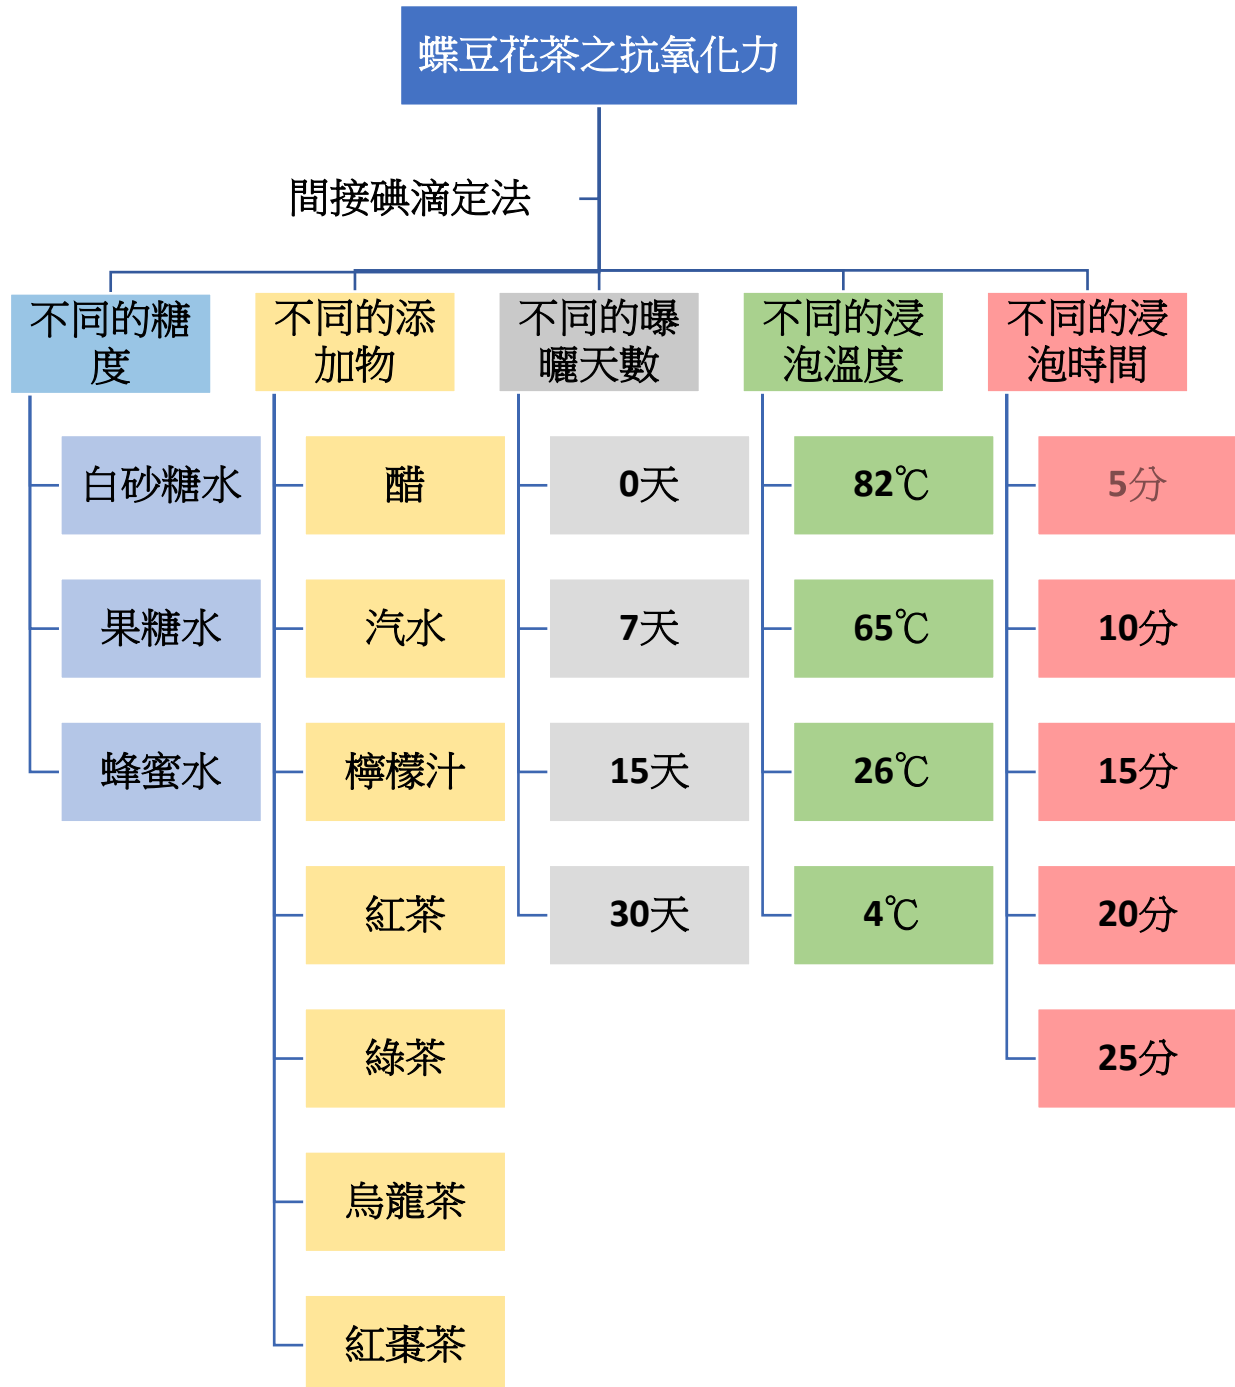 蝶豆花茶之抗氧化力
間接碘滴定法
不同的糖
度
白砂糖水
果糖水
蜂蜜水
不同的添
加物
醋
汽水
檸檬汁
紅茶
綠茶
烏龍茶
紅棗茶
不同的曝
曬天數
0天
7天
15天
30天
不同的浸
泡溫度
82℃
65℃
26℃
4℃
不同的浸
泡時間
5分
10分
15分
20分
25分